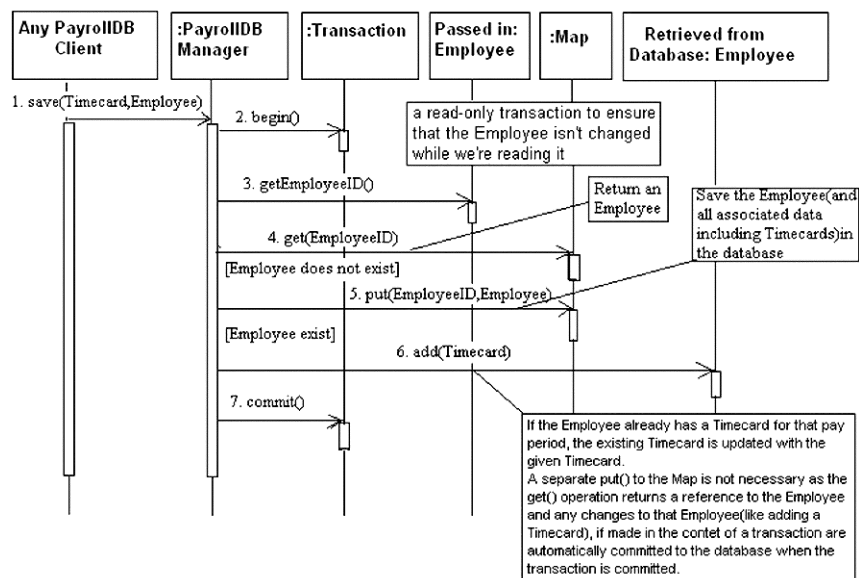 Any PayrollDB
Client
:PayrollDB
Manager
:Transaction
Passed in:
Employee
:Map
Retrieved from
Database: Employee
1. save(Timecard,Employee)
2. begin()
a read-only transaction to ensure
that the Employee isn't changed
while we're reading it
3. getEmployeeID()
Return an
Employee
Save the Employee(and
all associated data
including Timecards)in
the database
4. get(EmployeeID)
[Employee does not exist]
5. put(EmployeeID,Employee)
[Employee exist]
6. add(Timecard)
7. commit()
If the Employee already has a Timecard for that pay
period, the existing Timecard is updated with the
given Timecard.
A separate put() to the Map is not necessary as the
get() operation returns a reference to the Employee
and any changes to that Employee(like adding a
Timecard), if made in the contet of a transaction are
automatically committed to the database when the
transaction is committed.